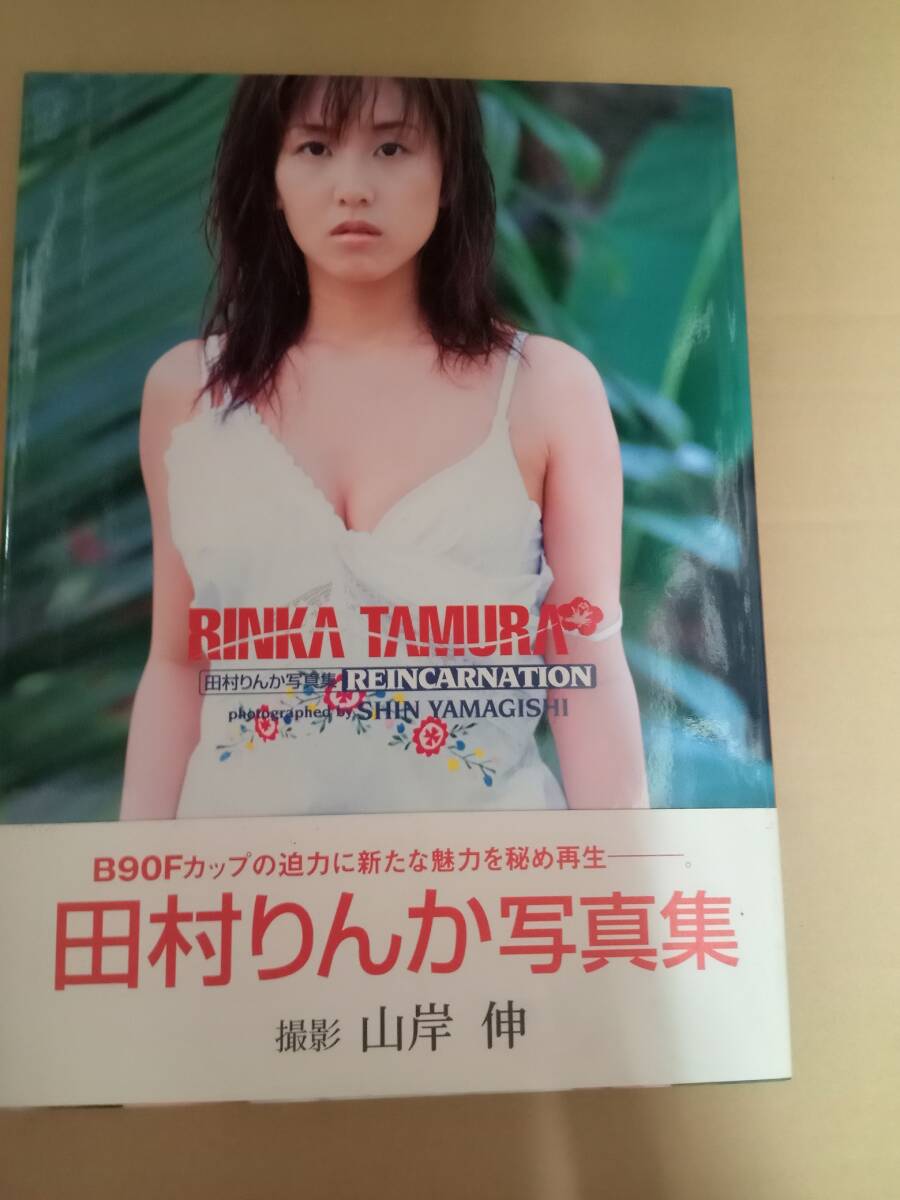 RINKA TAMURA
田村りんか写真集 REINCARNATION
photographed by SHIN YAMAGISHI
B90Fカップの迫力に新たな魅力を秘め再生———。
田村りんか写真集
撮影 山岸 伸